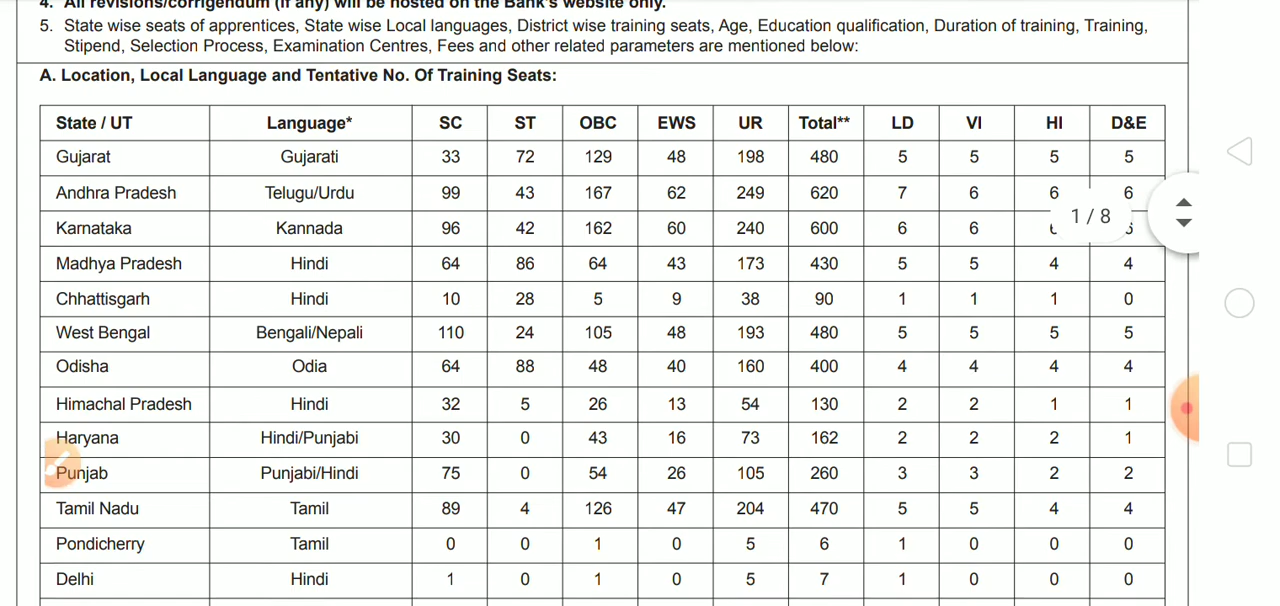 4. All revisions/corrigendum (if any) will be hosted on the Bank's website only.
5. State wise seats of apprentices, State wise Local languages, District wise training seats, Age, Education qualification, Duration of training, Training,
Stipend, Selection Process, Examination Centres, Fees and other related parameters are mentioned below:
A. Location, Local Language and Tentative No. Of Training Seats:
State / UT Language* SC ST OBC EWS UR Total** LD VI HI D&E
Gujarat Gujarati 33 72 129 48 198 480 5 5 5 5
Andhra Pradesh Telugu/Urdu 99 43 167 62 249 620 7 6 6 6
1 / 8
Karnataka Kannada 96 42 162 60 240 600 6 6
Madhya Pradesh Hindi 64 86 64 43 173 430 5 5 4 4
Chhattisgarh Hindi 10 28 5 9 38 90 1 1 1 0
West Bengal Bengali/Nepali 110 24 105 48 193 480 5 5 5 5
Odisha Odia 64 88 48 40 160 400 4 4 4 4
Himachal Pradesh Hindi 32 5 26 13 54 130 2 2 1 1
Haryana Hindi/Punjabi 30 0 43 16 73 162 2 2 2 1
Punjab Punjabi/Hindi 75 0 54 26 105 260 3 3 2 2
Tamil Nadu Tamil 89 4 126 47 204 470 5 5 4 4
Pondicherry Tamil 0 0 1 0 5 6 1 0 0 0
Delhi Hindi 1 0 1 0 5 7 1 0 0 0